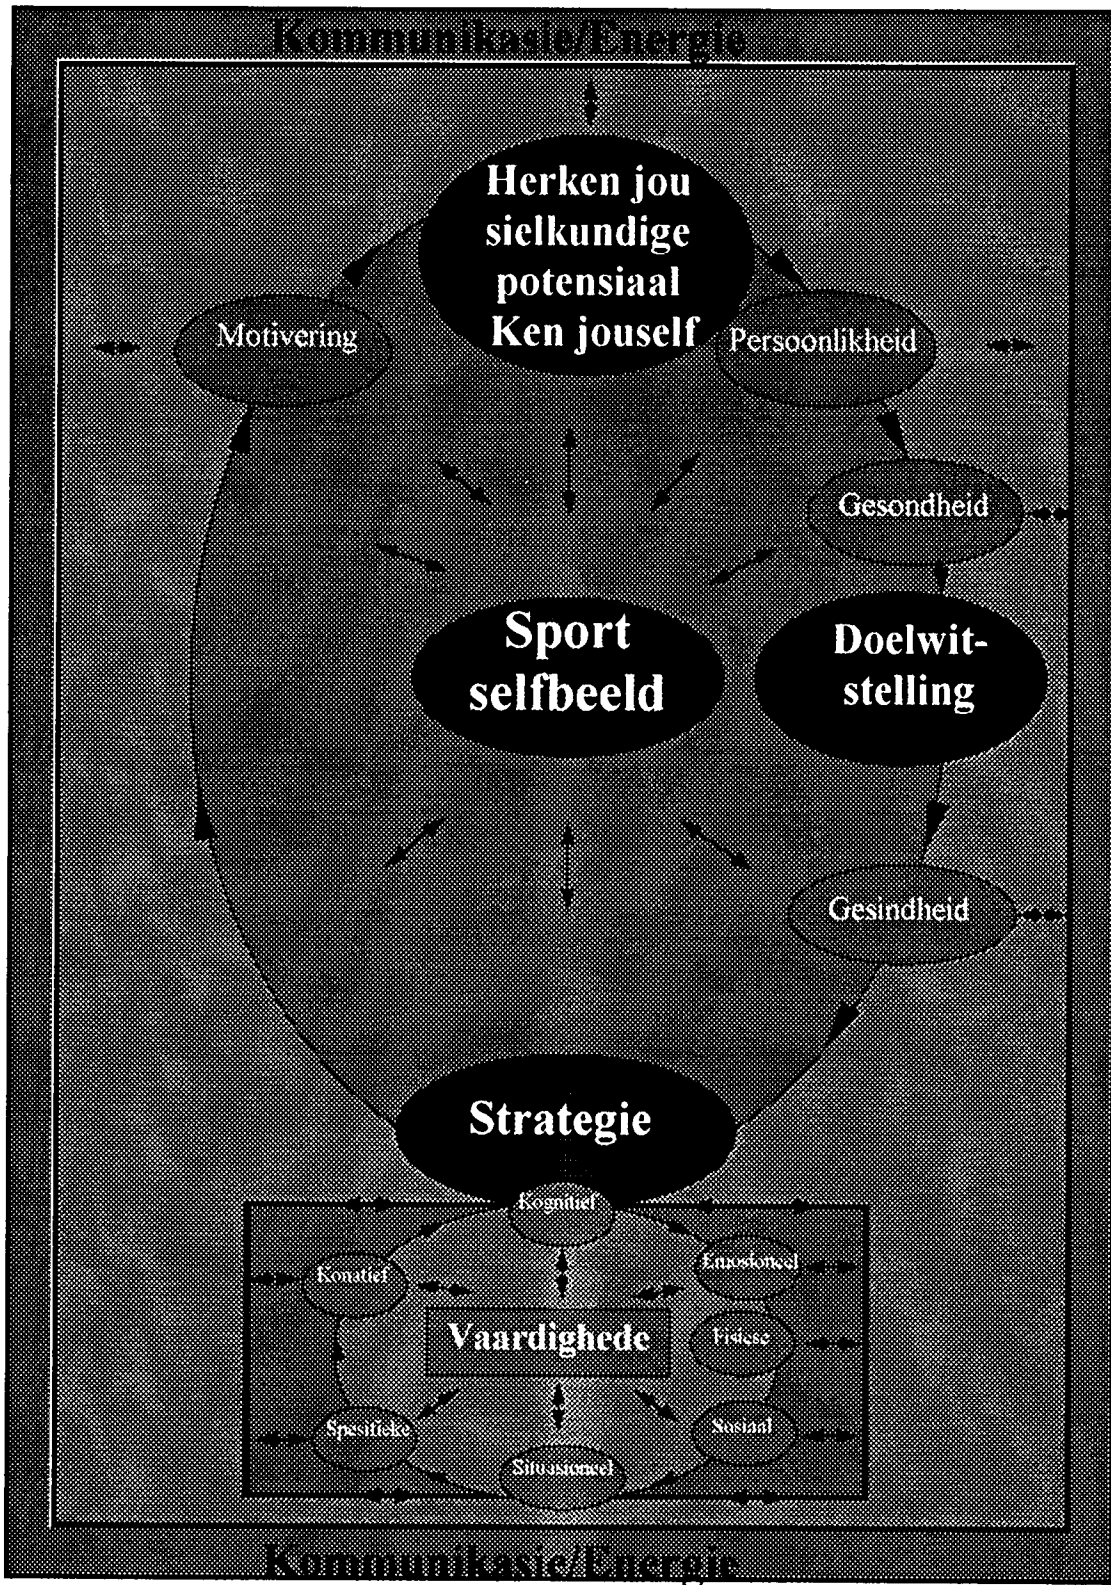 Kommunikasie/Energie
Herken jou
sielkundige
potensiaal
Ken jouself
Motivering
Persoonlikheid
Gesondheid
Sport
selfbeeld
Doelwit-
stelling
Gesindheid
Strategie
Kognitief
Konatief
Emosioneel
Vaardighede
Fisiese
Spesifieke
Sosiaal
Situasioneel
Kommunikasie/Energie